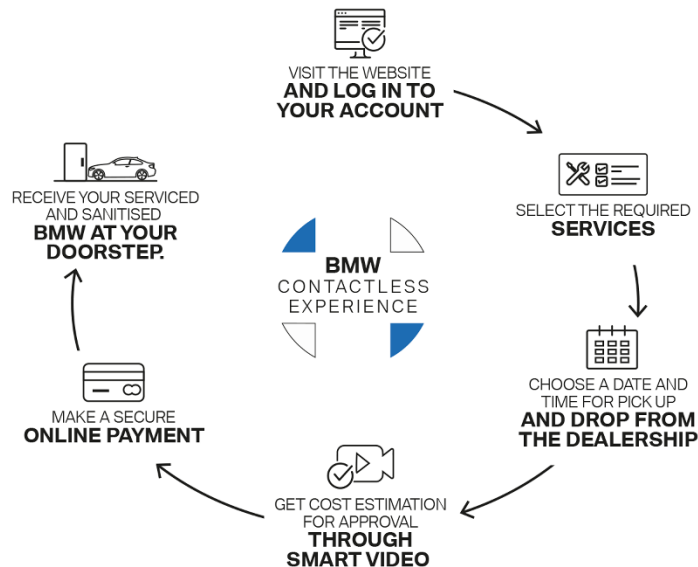 VISIT THE WEBSITE
AND LOG IN TO
YOUR ACCOUNT
SELECT THE REQUIRED
SERVICES
CHOOSE A DATE AND
TIME FOR PICK UP
AND DROP FROM
THE DEALERSHIP
GET COST ESTIMATION
FOR APPROVAL
THROUGH
SMART VIDEO
MAKE A SECURE
ONLINE PAYMENT
RECEIVE YOUR SERVICED
AND SANITISED
BMW AT YOUR
DOORSTEP.
BMW
CONTACTLESS
EXPERIENCE